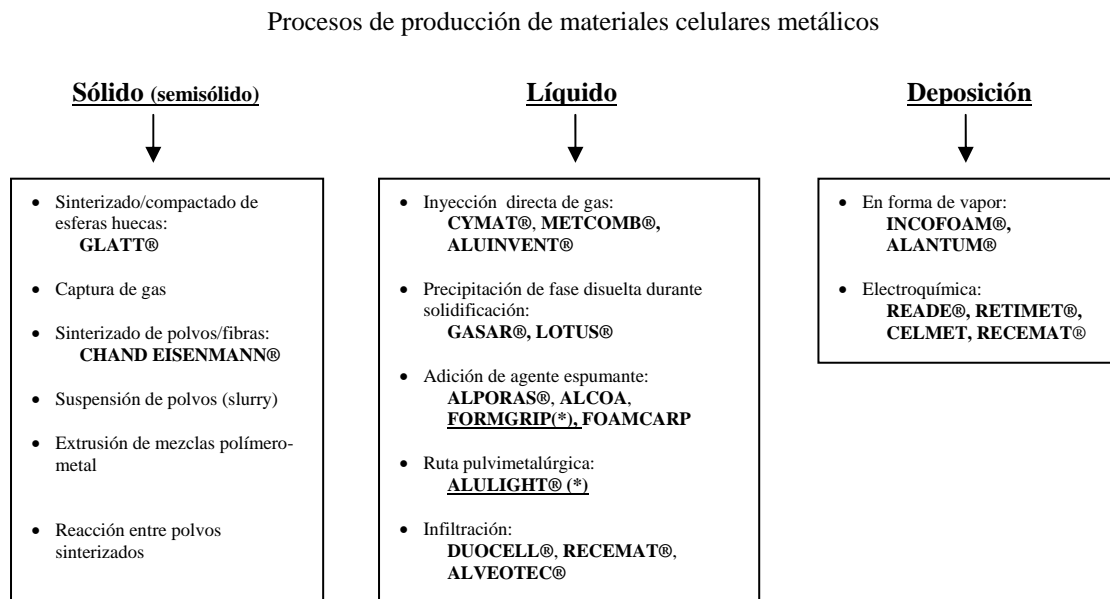 Procesos de producción de materiales celulares metálicos
Sólido (semisólido)
• Sinterizado/compactado de
esferas huecas:
GLATT®
• Captura de gas
• Sinterizado de polvos/fibras:
CHAND EISENMANN®
• Suspensión de polvos (slurry)
• Extrusión de mezclas polímero-
metal
• Reacción entre polvos
sinterizados
Líquido
• Inyección directa de gas:
CYMAT®, METCOMB®,
ALUINVENT®
• Precipitación de fase disuelta durante
solidificación:
GASAR®, LOTUS®
• Adición de agente espumante:
ALPORAS®, ALCOA,
FORMGRIP(*), FOAMCARP
• Ruta pulvimetalúrgica:
ALULIGHT® (*)
• Infiltración:
DUOCELL®, RECEMAT®,
ALVEOTEC®
Deposición
• En forma de vapor:
INCOFOAM®,
ALANTUM®
• Electroquímica:
READE®, RETIMET®,
CELMET, RECEMAT®